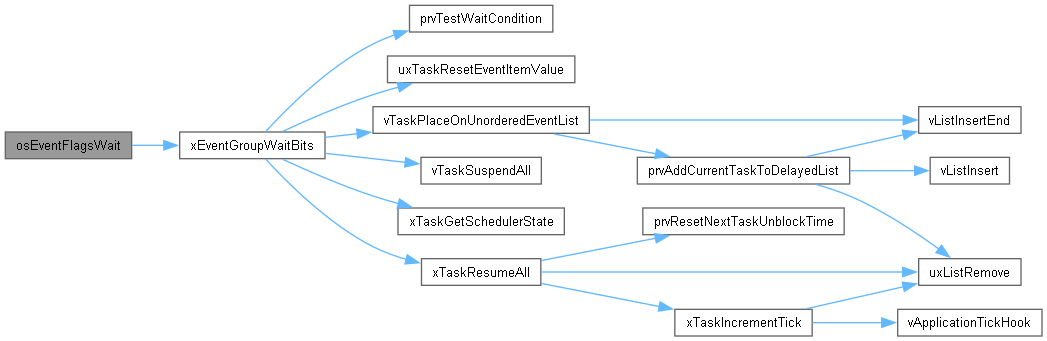 prvTestWaitCondition
uxTaskResetEventItemValue
vTaskPlaceOnUnorderedEventList
vListInsertEnd
osEventFlagsWait
xEventGroupWaitBits
vTaskSuspendAll
prvAddCurrentTaskToDelayedList
vListInsert
xTaskGetSchedulerState
prvResetNextTaskUnblockTime
xTaskResumeAll
uxListRemove
xTaskIncrementTick
vApplicationTickHook